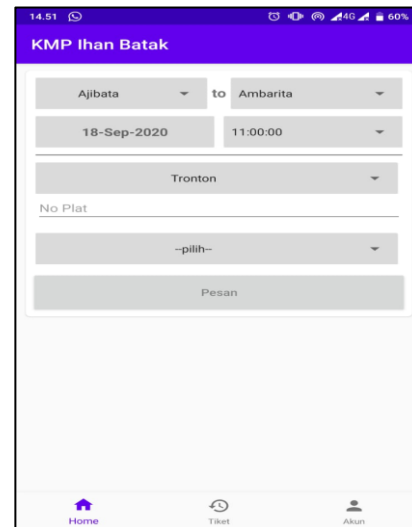 14.51 4G 60%
KMP Ihan Batak
Ajibata to Ambarita
18-Sep-2020 11:00:00
Tronton
No Plat
--pilih--
Pesan
Home Tiket Akun